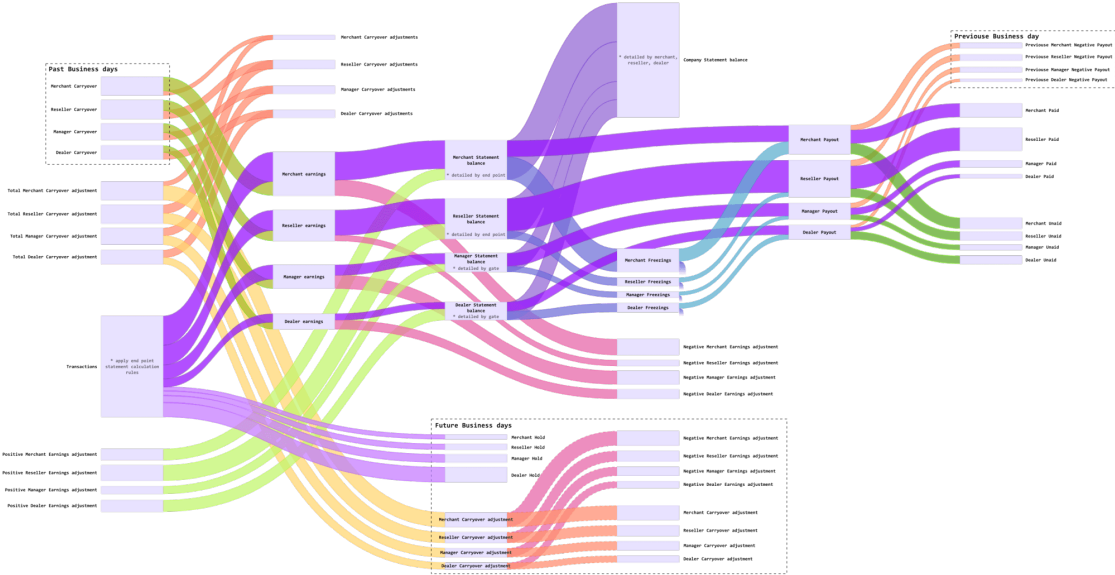 Previouse Business day
Previouse Merchant Negative Payout
Previouse Reseller Negative Payout
Previouse Manager Negative Payout
Previouse Dealer Negative Payout
Merchant Carryover adjustments
Reseller Carryover adjustments
Manager Carryover adjustments
Dealer Carryover adjustments
* detailed by merchant,
resaller, dealer
Company Statement balance
Past Business days
Merchant Carryover
Reseller Carryover
Manager Carryover
Dealer Carryover
Total Merchant Carryover adjustment
Total Reseller Carryover adjustment
Total Manager Carryover adjustment
Total Dealer Carryover adjustment
Merchant earnings
Reseller earnings
Manager earnings
Dealer earnings
Merchant Statement
balance
* detailed by end point
Reseller Statement
balance
* detailed by end point
Manager Statement
balance
* detailed by gate
Dealer Statement
balance
* detailed by gate
Merchant Payout
Reseller Payout
Manager Payout
Dealer Payout
Merchant Paid
Reseller Paid
Manager Paid
Dealer Paid
Merchant Unaid
Reseller Unaid
Manager Unaid
Dealer Unaid
Merchant Freezings
Reseller Freezings
Manager Freezings
Dealer Freezings
Transactions
* apply end point
statement calculation
rules
Negative Merchant Earnings adjustment
Negative Reseller Earnings adjustment
Negative Manager Earnings adjustment
Negative Dealer Earnings adjustment
Positive Merchant Earnings adjustment
Positive Reseller Earnings adjustment
Positive Manager Earnings adjustment
Positive Dealer Earnings adjustment
Future Business days
Merchant Hold
Reseller Hold
Manager Hold
Dealer Hold
Negative Merchant Earnings adjustment
Negative Reseller Earnings adjustment
Negative Manager Earnings adjustment
Negative Dealer Earnings adjustment
Merchant Carryover adjustment
Reseller Carryover adjustment
Manager Carryover adjustment
Dealer Carryover adjustment
Merchant Carryover adjustment
Reseller Carryover adjustment
Manager Carryover adjustment
Dealer Carryover adjustment